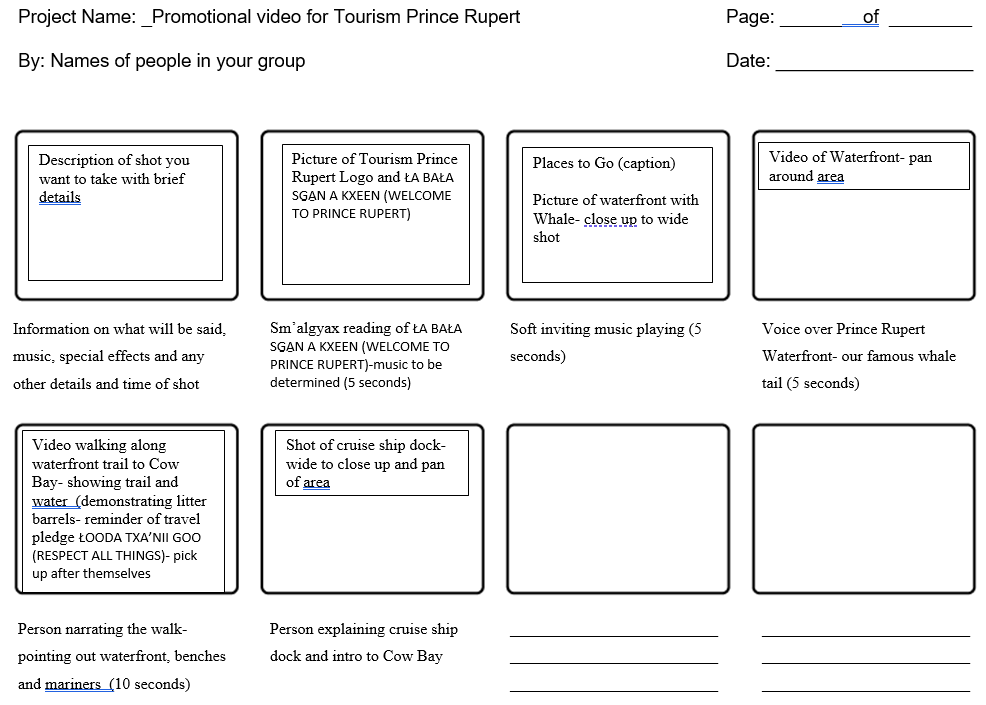 Project Name: _Promotional video for Tourism Prince Rupert
Page: ________of ________
By: Names of people in your group
Date: ____________________
Description of shot you
want to take with brief
details
Picture of Tourism Prince
Rupert Logo and ŁA BAŁA
SG̲AN A KXEEN (WELCOME
TO PRINCE RUPERT)
Places to Go (caption)
Picture of waterfront with
Whale- close up to wide
shot
Video of Waterfront- pan
around area
Information on what will be said,
music, special effects and any
other details and time of shot
Sm’algyax reading of ŁA BAŁA
SG̲AN A KXEEN (WELCOME TO
PRINCE RUPERT)-music to be
determined (5 seconds)
Soft inviting music playing (5
seconds)
Voice over Prince Rupert
Waterfront- our famous whale
tail (5 seconds)
Video walking along
waterfront trail to Cow
Bay- showing trail and
water (demonstrating litter
barrels- reminder of travel
pledge ŁOODA TXA’NII GOO
(RESPECT ALL THINGS)- pick
up after themselves
Shot of cruise ship dock-
wide to close up and pan
of area
Person narrating the walk-
pointing out waterfront, benches
and mariners (10 seconds)
Person explaining cruise ship
dock and intro to Cow Bay